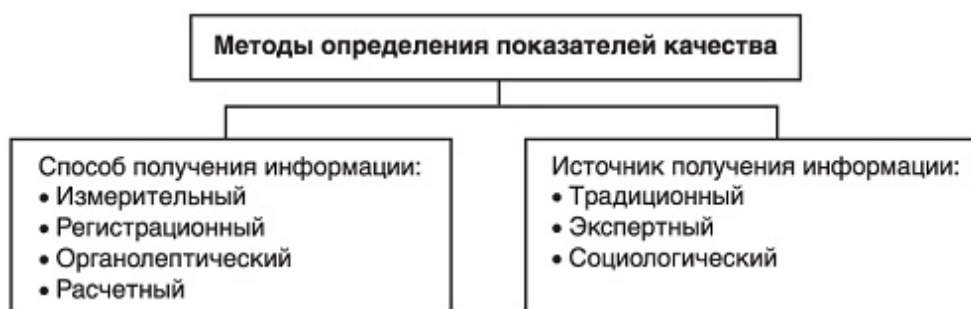 Методы определения показателей качества
Способ получения информации:
• Измерительный
• Регистрационный
• Органолептический
• Расчетный
Источник получения информации:
• Традиционный
• Экспертный
• Социологический